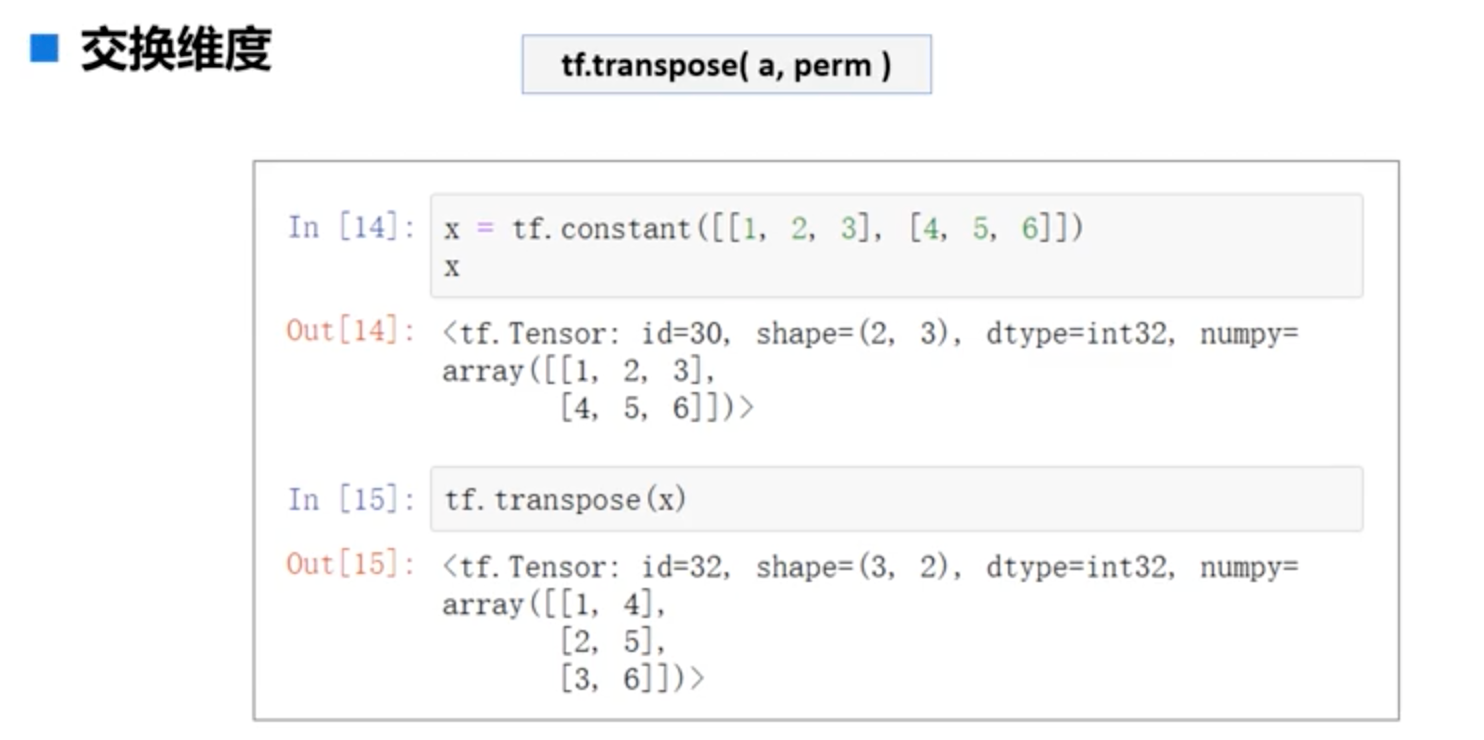 交换维度
tf.transpose( a, perm )
In [14]: x = tf.constant([[1, 2, 3], [4, 5, 6]])
x
Out[14]: <tf.Tensor: id=30, shape=(2, 3), dtype=int32, numpy=
array([[1, 2, 3],
[4, 5, 6]])>
In [15]: tf.transpose(x)
Out[15]: <tf.Tensor: id=32, shape=(3, 2), dtype=int32, numpy=
array([[1, 4],
[2, 5],
[3, 6]])>